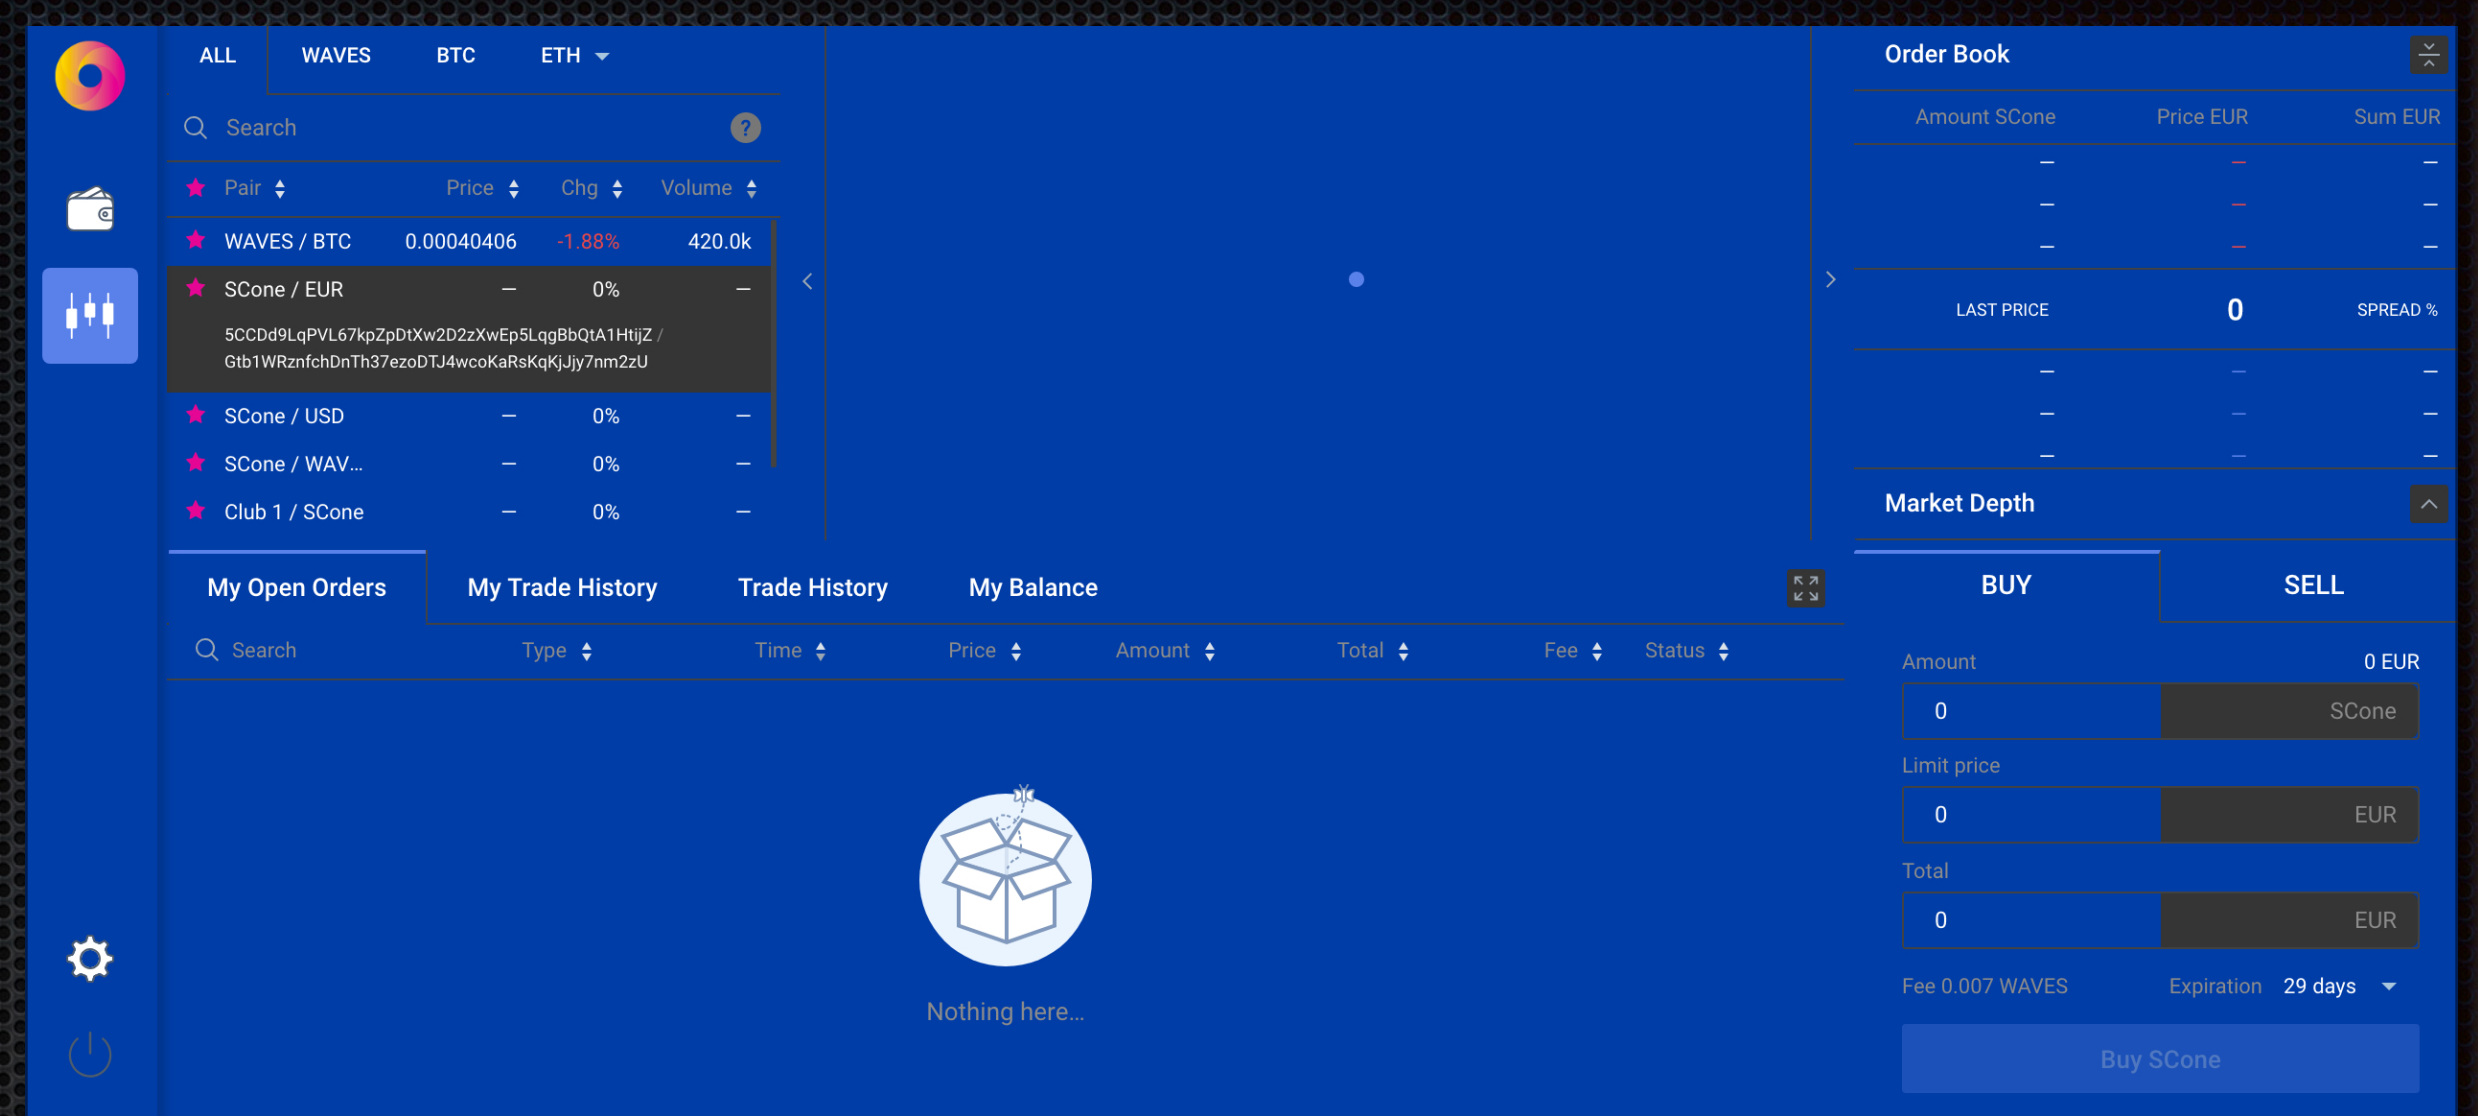 ALL WAVES BTC ETH
Search ?
Pair Price Chg Volume
WAVES / BTC 0.00040406 -1.88% 420.0k
SCone / EUR — 0% —
5CCDd9LqPVL67kpZpDtXw2D2zXwEp5LqgBbQtA1HtijZ /
Gtb1WRznfchDnTh37ezoDTJ4wcoKaRsKqKjJjy7nm2zU
SCone / USD — 0% —
SCone / WAV... — 0% —
Club 1 / SCone — 0% —
Order Book
Amount SCone Price EUR Sum EUR
— — —
— — —
— — —
LAST PRICE 0 SPREAD %
— — —
— — —
— — —
Market Depth
My Open Orders My Trade History Trade History My Balance
Search Type Time Price Amount Total Fee Status
Nothing here...
BUY SELL
Amount 0 EUR
0 SCone
Limit price
0 EUR
Total
0 EUR
Fee 0.007 WAVES Expiration 29 days
Buy SCone